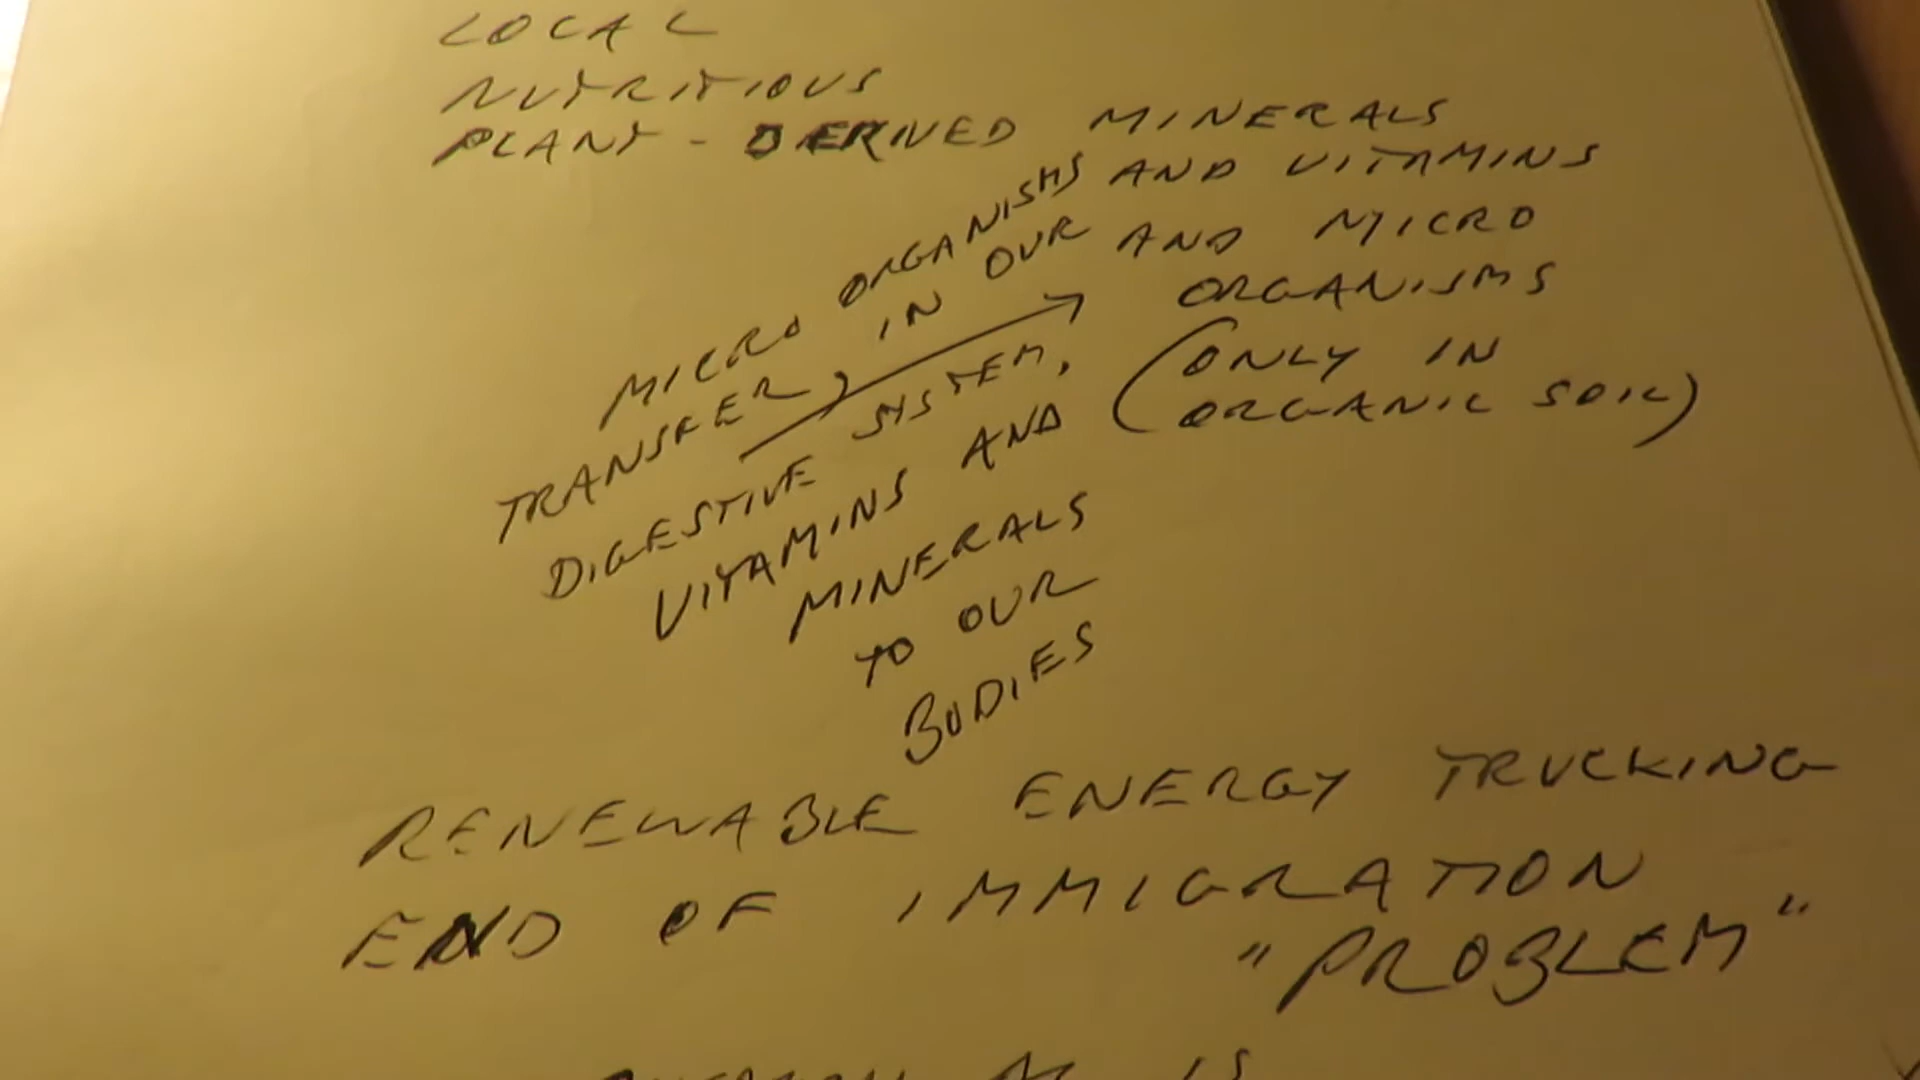 LOCAL
NUTRITIOUS
PLANT - DERIVED MINERALS
AND VITAMINS
AND MICRO
ORGANISMS
(ONLY IN
ORGANIC SOIL)
MICRO ORGANISMS
IN OUR
TRANSFER,
DIGESTIVE SYSTEM,
VITAMINS AND
MINERALS
TO OUR
BODIES
RENEWABLE ENERGY TRUCKING
END OF IMMIGRATION
"PROBLEM"
IS